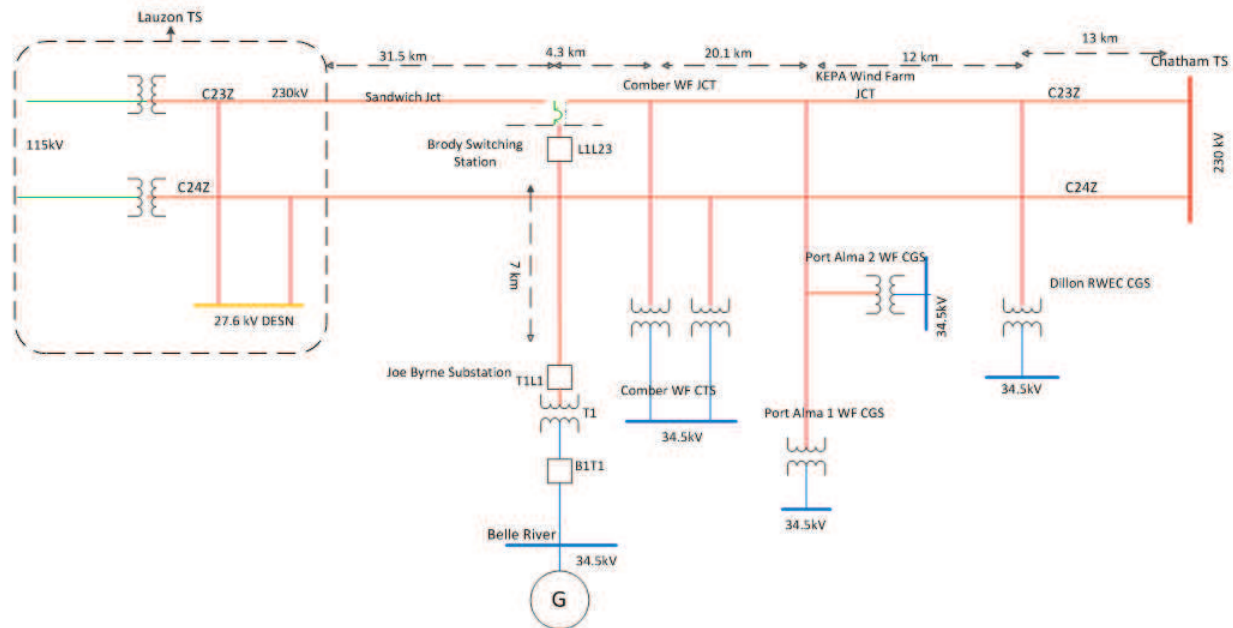 Lauzon TS
31.5 km
4.3 km
20.1 km
12 km
13 km
Chatham TS
Comber WF JCT
KEPA Wind Farm
JCT
C23Z
230kV
Sandwich Jct
C23Z
115kV
Brody Switching
Station
L1L23
230 kV
C24Z
C24Z
7 km
Port Alma 2 WF CGS
34.5kV
Dillon RWEC CGS
27.6 kV DESN
Joe Byrne Substation
T1L1
T1
Comber WF CTS
34.5kV
34.5kV
Port Alma 1 WF CGS
B1T1
34.5kV
Belle River
34.5kV
G